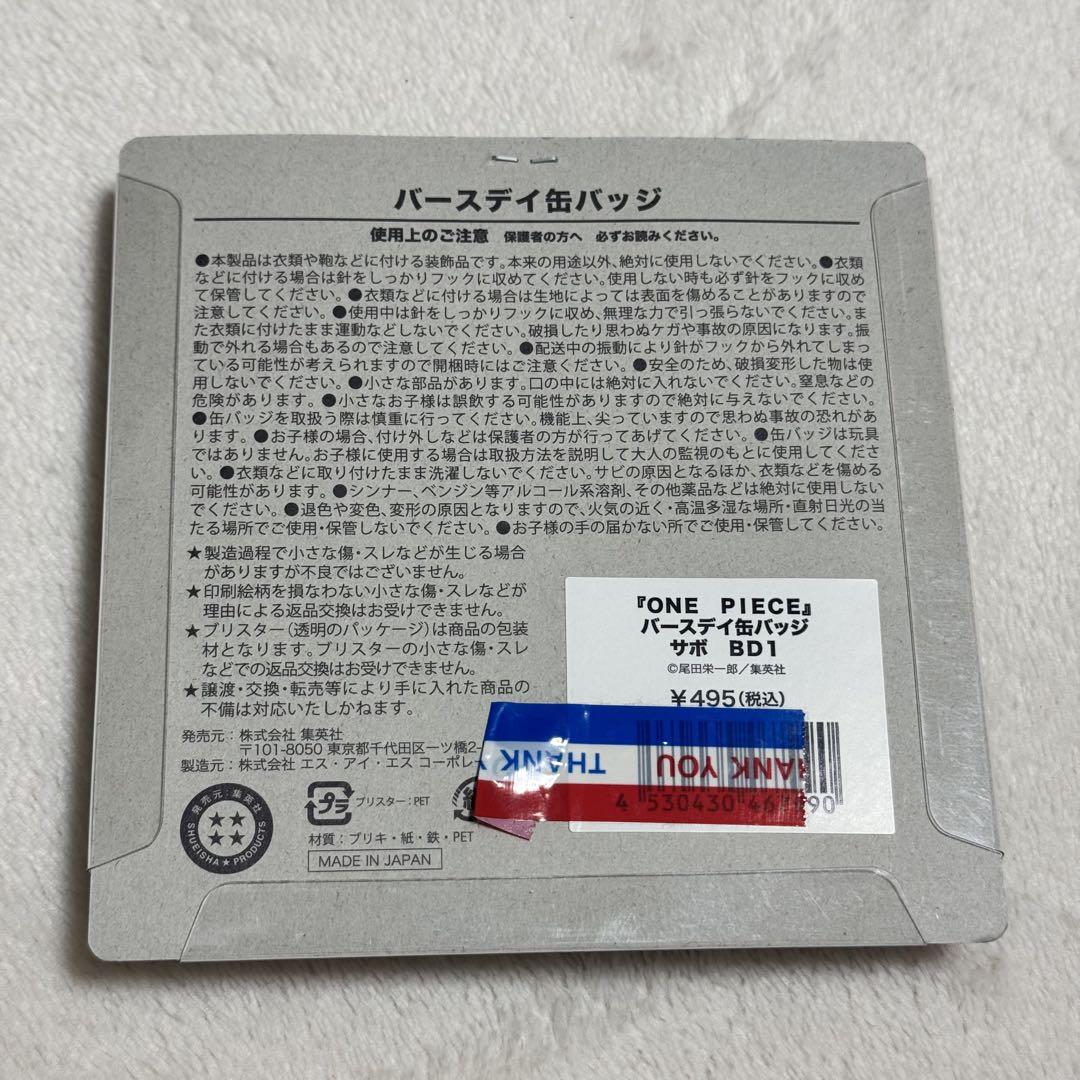 バースデイ缶バッジ
使用上のご注意 保護者の方へ 必ずお読みください。
●本製品は衣類や鞄などに付ける装飾品です。本来の用途以外、絶対に使用しないでください。●衣類
などに付ける場合は針をしっかりフックに収めてください。使用しない時も必ず針をフックに収め
て保管してください。●衣類などに付ける場合は生地によっては表面を傷めることがありますので
注意してください。●使用中は針をしっかりフックに収め、無理な力で引っ張らないでください。ま
た衣類に付けたまま運動などしないでください。破損したり思わぬケガや事故の原因になります。振
動で外れる場合もあるので注意してください。●配送中の振動により針がフックから外れてしまっ
ている可能性が考えられますので開梱時にはご注意ください。●安全のため、破損変形した物は使
用しないでください。●小さな部品があります。口の中には絶対に入れないでください。窒息などの
危険があります。●小さなお子様は誤飲する可能性がありますので絶対に与えないでください。
●缶バッジを取扱う際は慎重に行ってください。機能上、尖っていますので思わぬ事故の恐れがあ
ります。●お子様の場合、付け外しなどは保護者の方が行ってあげてください。●缶バッジは玩具
ではありません。お子様に使用する場合は取扱方法を説明して大人の監視のもとに使用してくださ
い。●衣類などに取り付けたまま洗濯しないでください。サビの原因となるほか、衣類などを傷める
可能性があります。●シンナー、ベンジン等アルコール系溶剤、その他薬品などは絶対に使用しない
でください。●退色や変色、変形の原因となりますので、火気の近く・高温多湿な場所・直射日光の当
たる場所でご使用・保管しないでください。●お子様の手の届かない所でご使用・保管してください。
★製造過程で小さな傷・スレなどが生じる場合
がありますが不良ではございません。
★印刷絵柄を損なわない小さな傷・スレなどが
理由による返品交換はお受けできません。
★ブリスター(透明のパッケージ)は商品の包装
材となります。ブリスターの小さな傷・スレ
などでの返品交換はお受けできません。
★譲渡・交換・転売等により手に入れた商品の
不備は対応いたしかねます。
発売元:株式会社 集英社
〒101-8050 東京都千代田区一ツ橋2-
製造元:株式会社 エス・アイ・エス コーポレ
発売元:集英社
SHUEISHA★PRODUCTS
プラ
ブリスター:PET
材質:ブリキ・紙・鉄・PET
MADE IN JAPAN
『ONE PIECE』
バースデイ缶バッジ
サボ BD1
©尾田栄一郎/集英社
¥495(税込)
THANK YOU
THANK YOU
4 530430 46 90